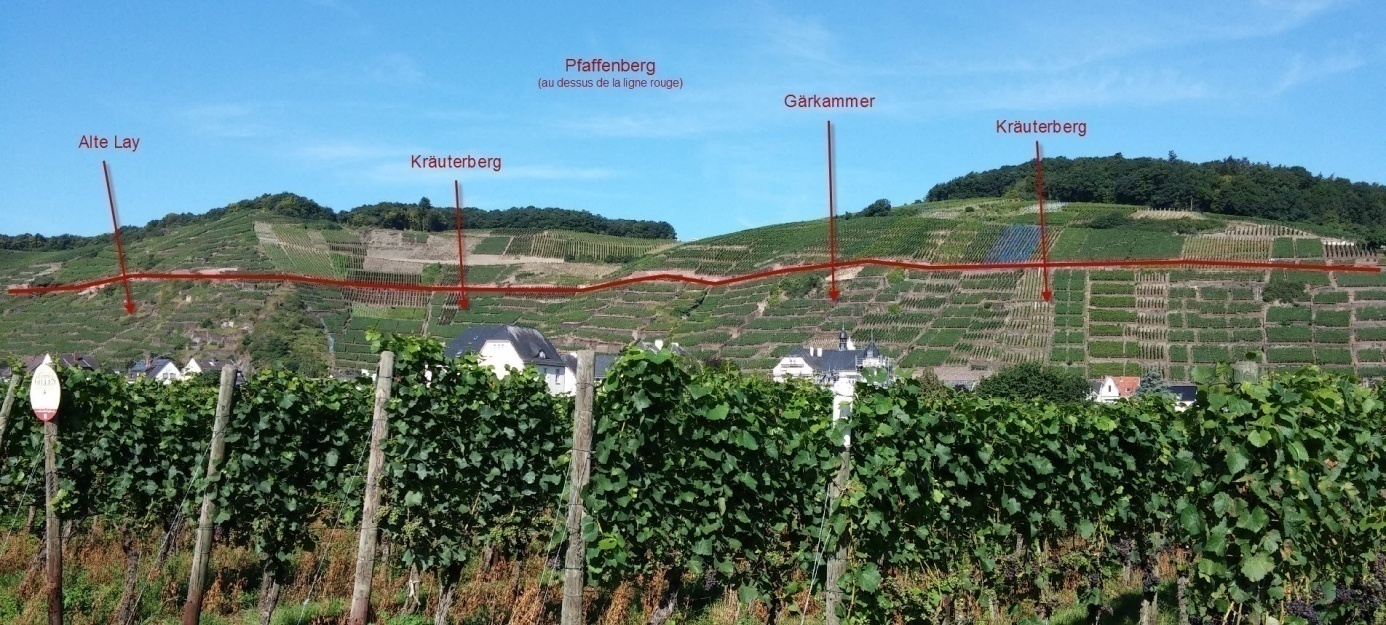 Pfaffenberg
(au dessus de la ligne rouge)
Gärkammer
Kräuterberg
Alte Lay
Kräuterberg